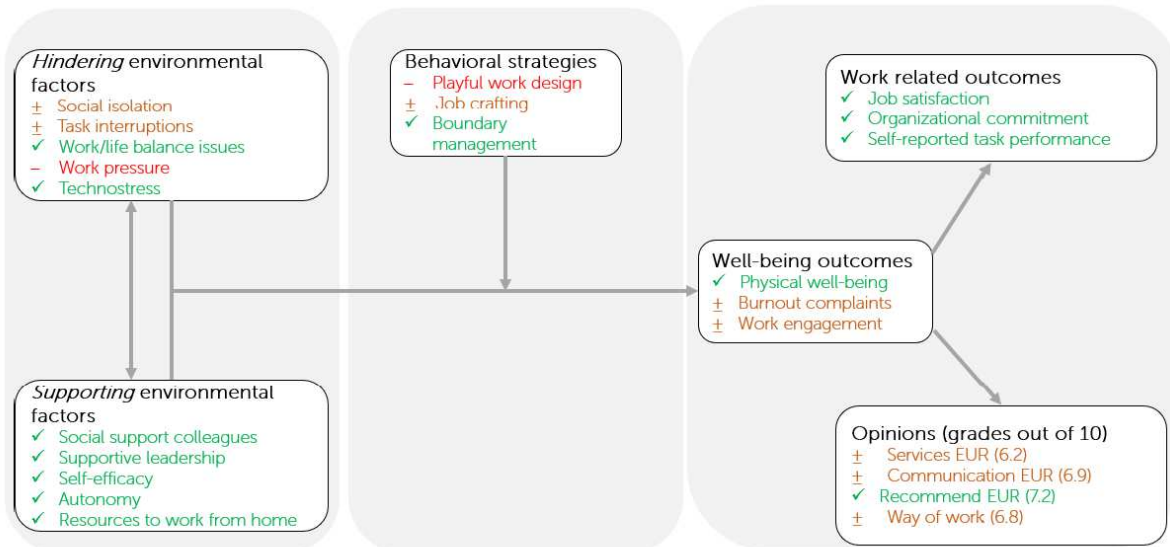 Hindering environmental
factors
± Social isolation
± Task interruptions
✓ Work/life balance issues
– Work pressure
✓ Technostress
Supporting environmental
factors
✓ Social support colleagues
✓ Supportive leadership
✓ Self-efficacy
✓ Autonomy
✓ Resources to work from home
Behavioral strategies
– Playful work design
± Job crafting
✓ Boundary
management
Well-being outcomes
✓ Physical well-being
± Burnout complaints
± Work engagement
Work related outcomes
✓ Job satisfaction
✓ Organizational commitment
✓ Self-reported task performance
Opinions (grades out of 10)
± Services EUR (6.2)
± Communication EUR (6.9)
✓ Recommend EUR (7.2)
± Way of work (6.8)